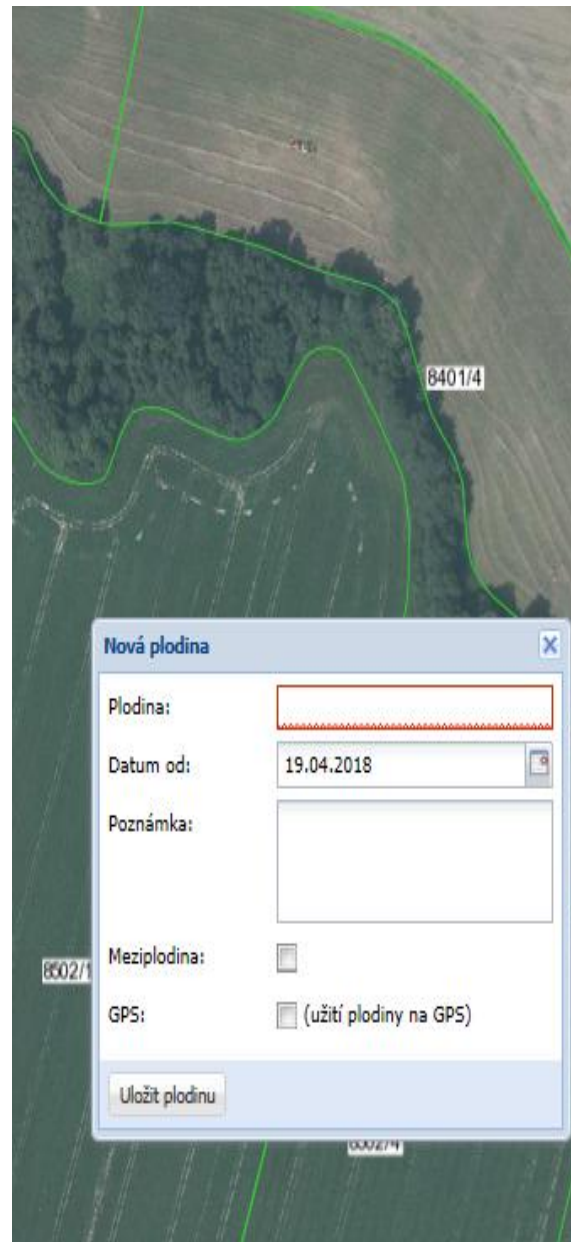 8401/4
Nová plodina
Plodina:
Datum od: 19.04.2018
Poznámka:
8502/1
Meziplodina:
GPS: (užití plodiny na GPS)
Uložit plodinu